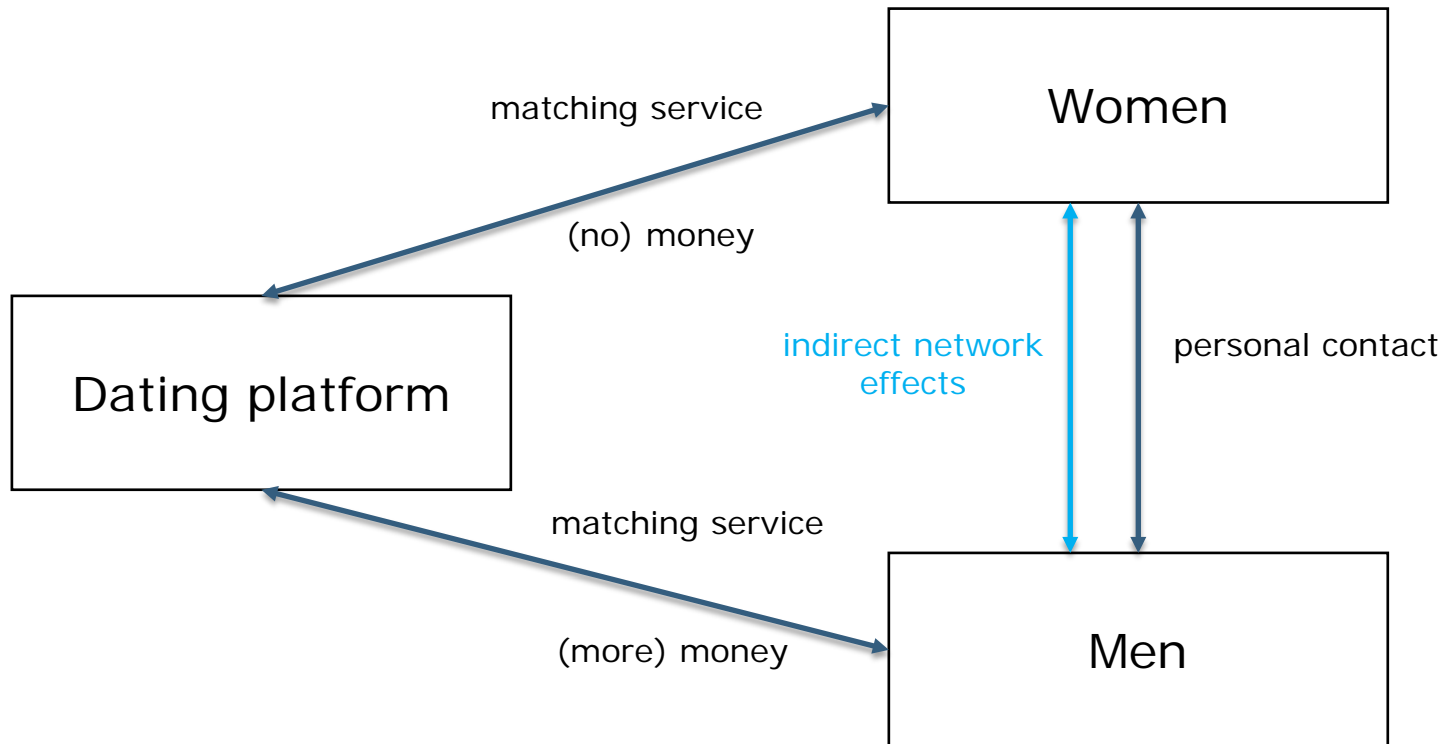 matching service
Women
(no) money
Dating platform
indirect network
effects
personal contact
matching service
(more) money
Men